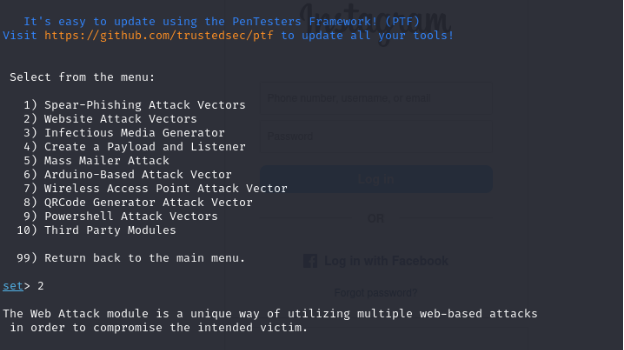 It's easy to update using the PenTesters Framework! (PTF)
Visit https://github.com/trustedsec/ptf to update all your tools!
Instagram
Select from the menu:
1) Spear-Phishing Attack Vectors
2) Website Attack Vectors
3) Infectious Media Generator
4) Create a Payload and Listener
5) Mass Mailer Attack
6) Arduino-Based Attack Vector
7) Wireless Access Point Attack Vector
8) QRCode Generator Attack Vector
9) Powershell Attack Vectors
10) Third Party Modules
99) Return back to the main menu.
set> 2
The Web Attack module is a unique way of utilizing multiple web-based attacks
in order to compromise the intended victim.
Phone number, username, or email
Password
Log In
OR
Log in with Facebook
Forgot password?